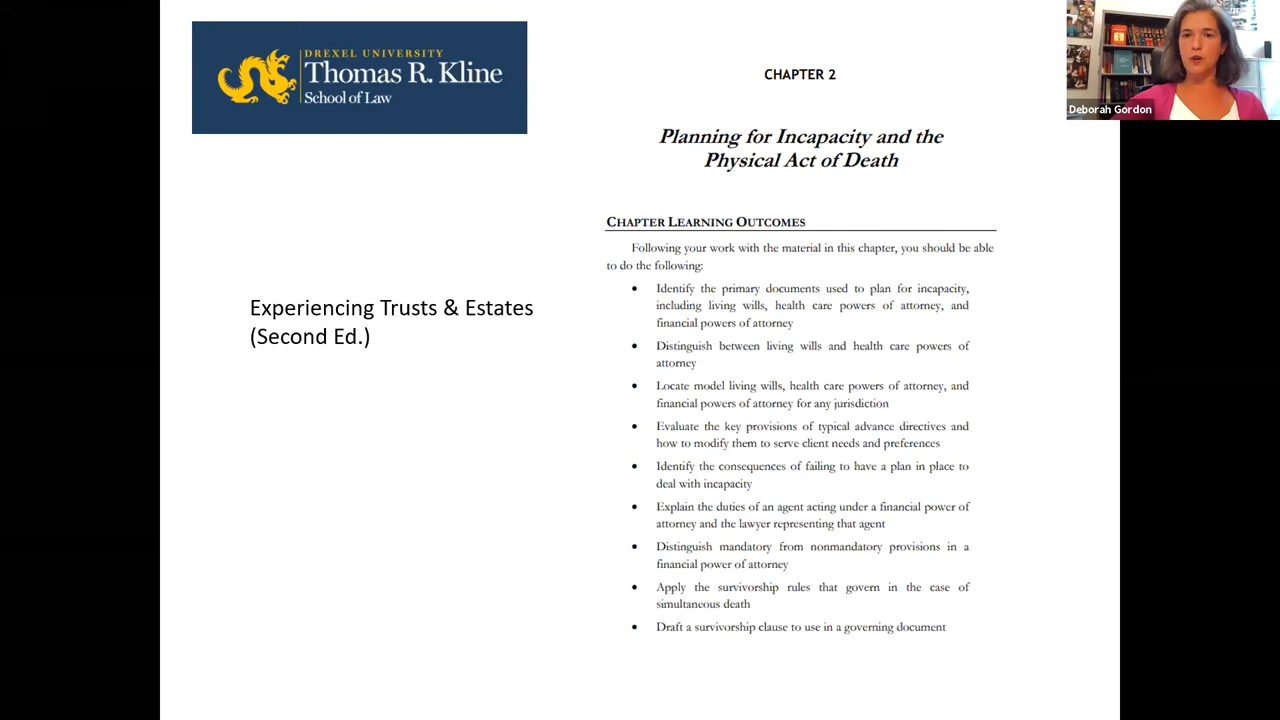 DREXEL UNIVERSITY
Thomas R. Kline
School of Law
Experiencing Trusts & Estates
(Second Ed.)
CHAPTER 2
Planning for Incapacity and the
Physical Act of Death
CHAPTER LEARNING OUTCOMES
Following your work with the material in this chapter, you should be able
to do the following:
• Identify the primary documents used to plan for incapacity,
including living wills, health care powers of attorney, and
financial powers of attorney
• Distinguish between living wills and health care powers of
attorney
• Locate model living wills, health care powers of attorney, and
financial powers of attorney for any jurisdiction
• Evaluate the key provisions of typical advance directives and
how to modify them to serve client needs and preferences
• Identify the consequences of failing to have a plan in place to
deal with incapacity
• Explain the duties of an agent acting under a financial power of
attorney and the lawyer representing that agent
• Distinguish mandatory from nonmandatory provisions in a
financial power of attorney
• Apply the survivorship rules that govern in the case of
simultaneous death
• Draft a survivorship clause to use in a governing document
Deborah Gordon